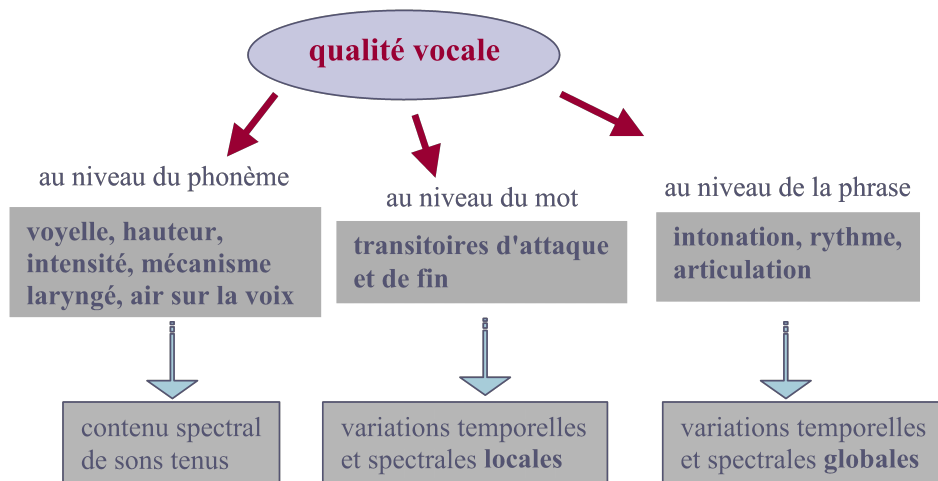 qualité vocale
au niveau du phonème
voyelle, hauteur,
intensité, mécanisme
laryngé, air sur la voix
contenu spectral
de sons tenus
au niveau du mot
transitoires d'attaque
et de fin
variations temporelles
et spectrales locales
au niveau de la phrase
intonation, rythme,
articulation
variations temporelles
et spectrales globales